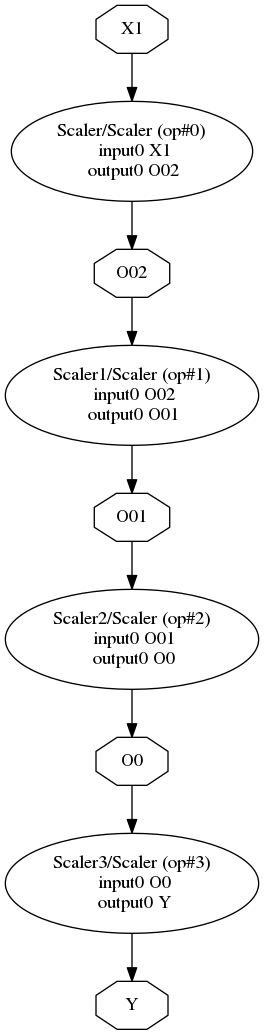 X1
Scaler/Scaler (op#0)
input0 X1
output0 O02
O02
Scaler1/Scaler (op#1)
input0 O02
output0 O01
O01
Scaler2/Scaler (op#2)
input0 O01
output0 O0
O0
Scaler3/Scaler (op#3)
input0 O0
output0 Y
Y